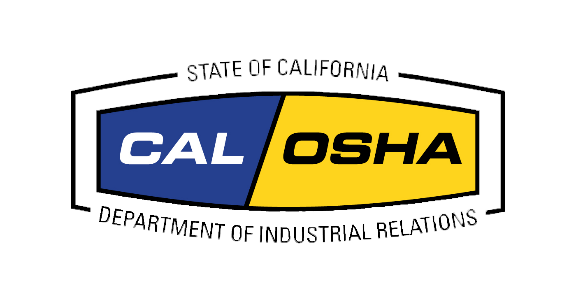 STATE OF CALIFORNIA
CAL OSHA
DEPARTMENT OF INDUSTRIAL RELATIONS